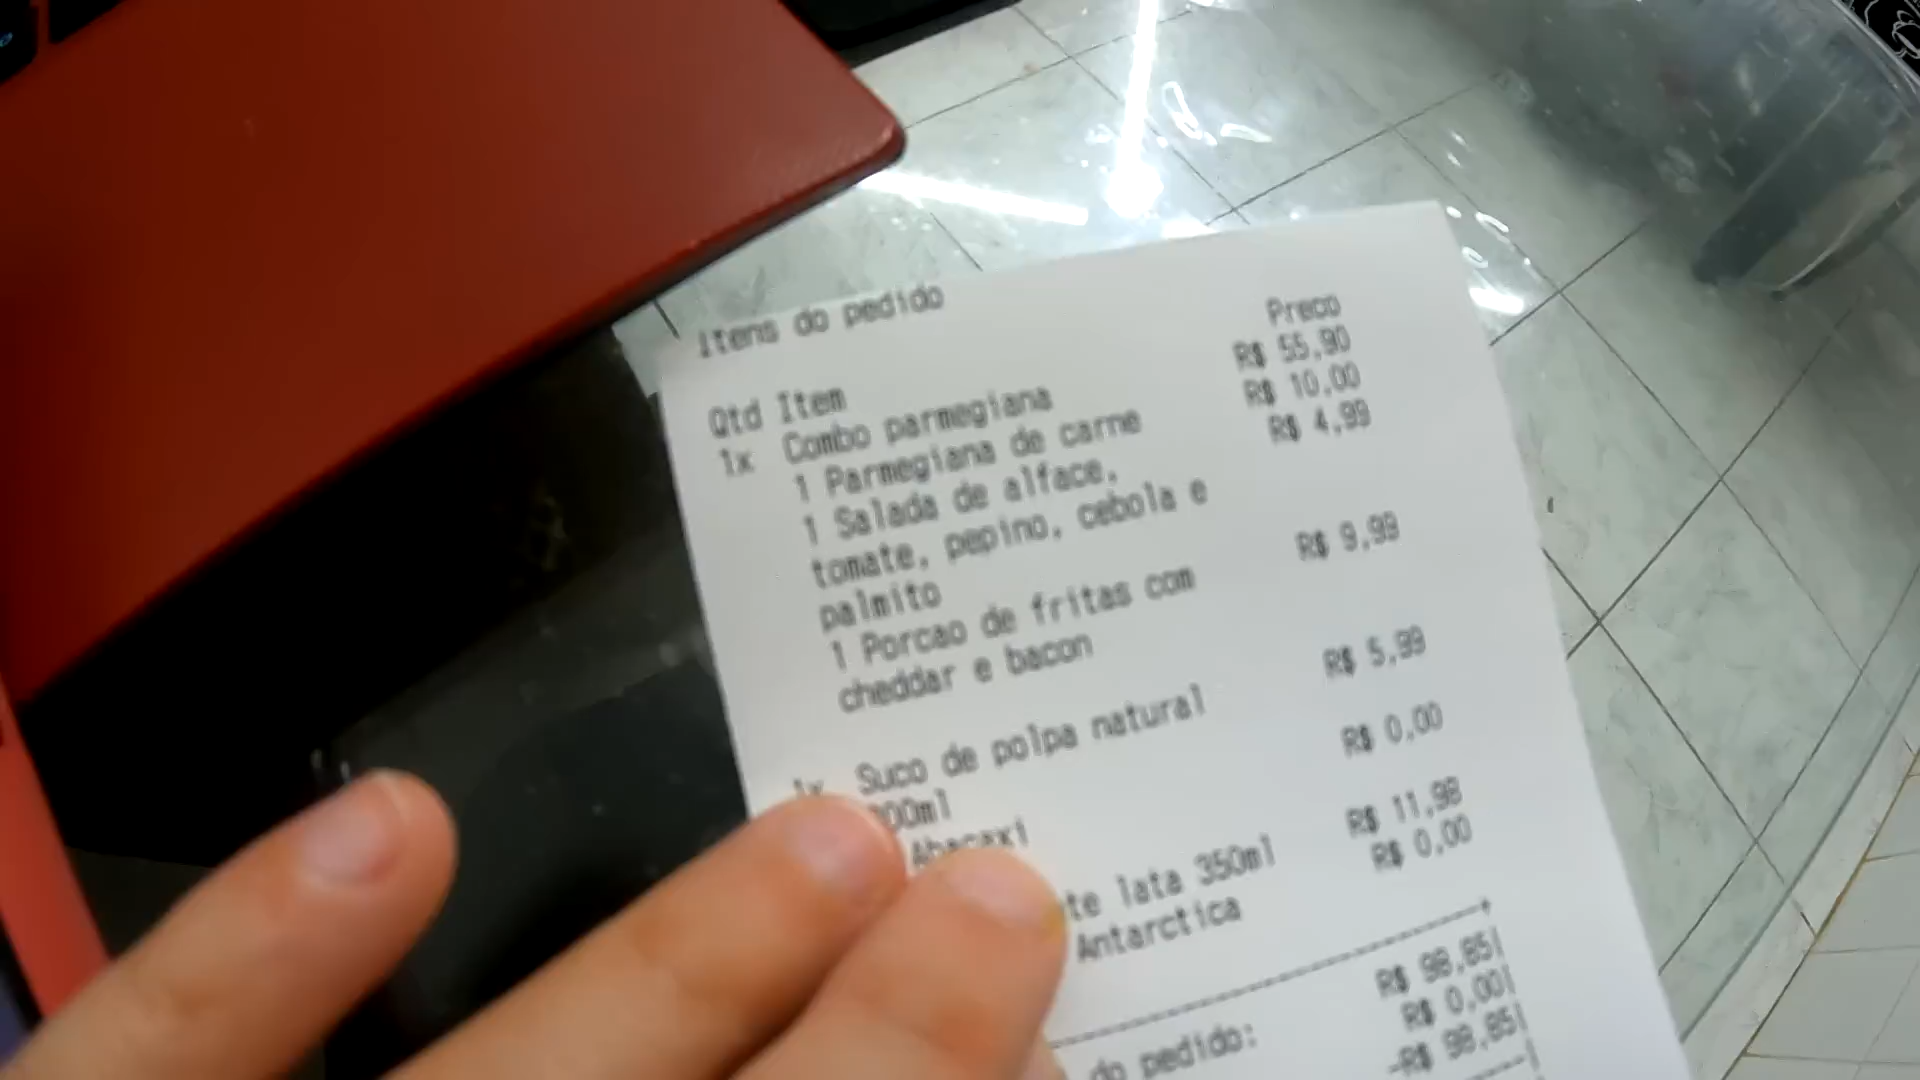 Itens do pedido
Qtd Item Preco
1x Combo parmegiana R$ 55,90
1 Parmegiana de carne R$ 10,00
1 Salada de alface, R$ 4,99
tomate, pepino, cebola e
palmito
1 Porcao de fritas com R$ 9,99
cheddar e bacon
1x Suco de polpa natural R$ 5,99
00ml
Abacaxi R$ 0,00
te lata 350ml R$ 11,98
Antarctica R$ 0,00
R$ 98,85
R$ 0,00
do pedido: -R$ 98,85